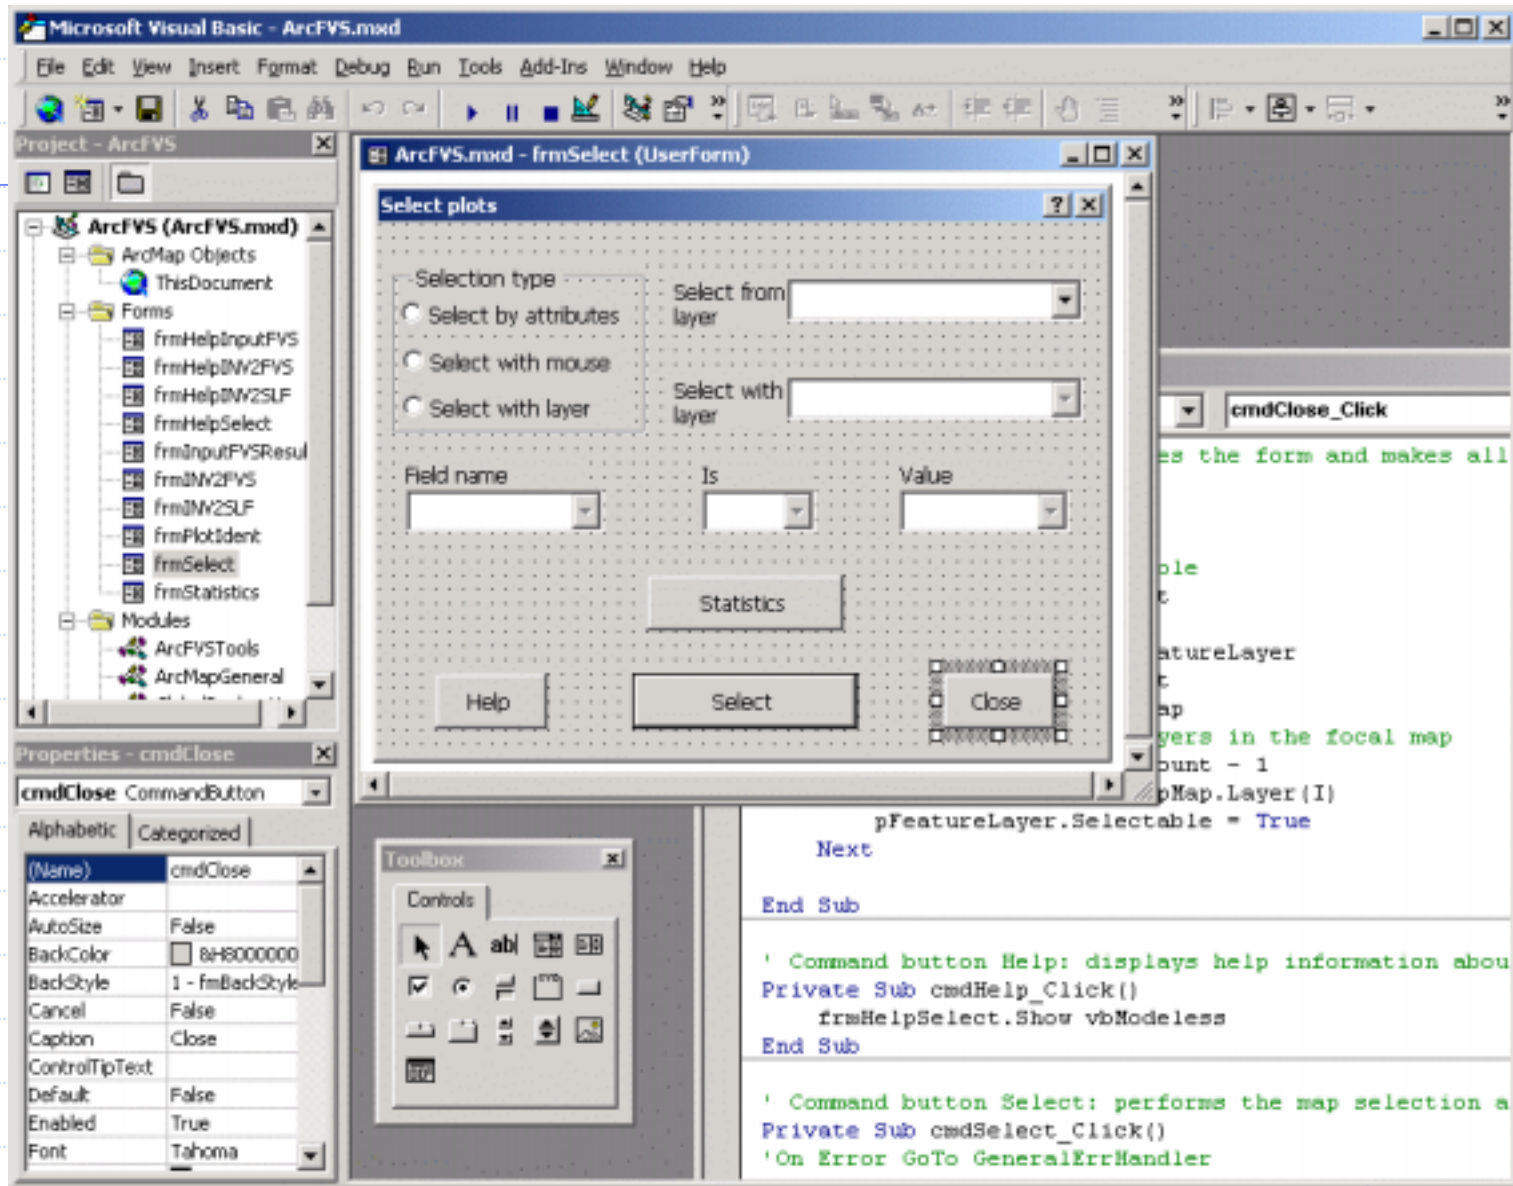 Microsoft Visual Basic - ArcFVS.mxd
File Edit View Insert Format Debug Run Tools Add-Ins Window Help
Project - ArcFVS
ArcFVS (ArcFVS.mxd)
ArcMap Objects
ThisDocument
Forms
frmHelpInputFVS
frmHelpINV2FVS
frmHelpINV2SLF
frmHelpSelect
frmInputFVSResul
frmINV2FVS
frmINV2SLF
frmPlotIdent
frmSelect
frmStatistics
Modules
ArcFVSTools
ArcMapGeneral
Properties - cmdClose
cmdClose CommandButton
Alphabetic Categorized
(Name) cmdClose
Accelerator
AutoSize False
BackColor &H8000000
BackStyle 1 - fmBackStyle
Cancel False
Caption Close
ControlTipText
Default False
Enabled True
Font Tahoma
ArcFVS.mxd - frmSelect (UserForm)
Select plots
Selection type
Select by attributes
Select with mouse
Select with layer
Select from
layer
Select with
layer
Field name Is Value
Statistics
Help Select Close
Toolbox
Controls
A ab|
cmdClose_Click
es the form and makes all
ole
t
atureLayer
t
ap
yers in the focal map
ount - 1
pMap.Layer(I)
pFeatureLayer.Selectable = True
Next
End Sub
' Command button Help: displays help information abou
Private Sub cmdHelp_Click()
frmHelpSelect.Show vbModeless
End Sub
' Command button Select: performs the map selection a
Private Sub cmdSelect_Click()
'On Error GoTo GeneralErrHandler